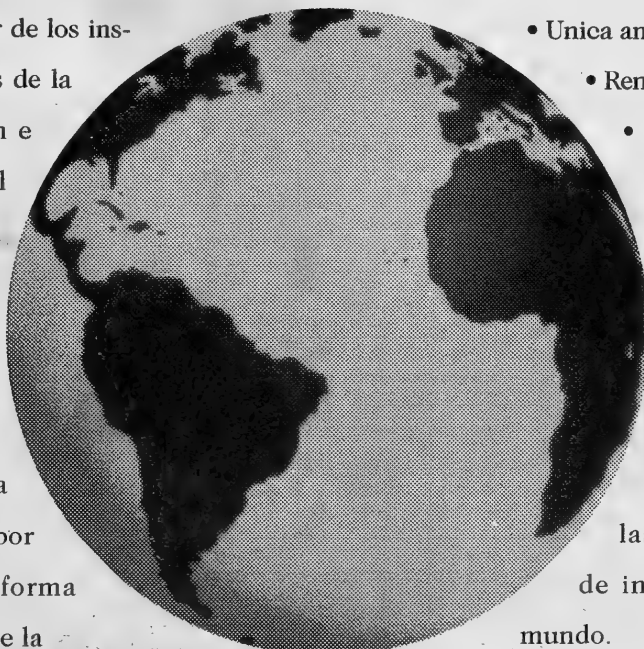 r de los ins-
s de la
n e
l
a
por
forma
e la
• Unica an
• Ren
•
la
de in
mundo.